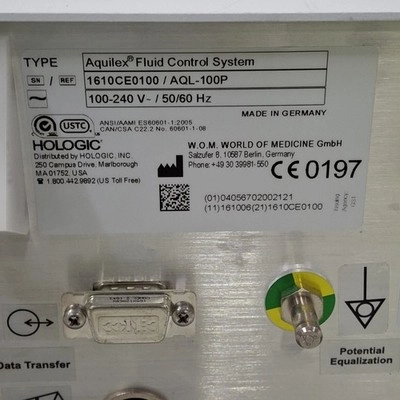 TYPE Aquilex® Fluid Control System
SN / REF 1610CE0100 / AQL-100P
100-240 V~ / 50/60 Hz
MADE IN GERMANY
USTC
ANSI/AAMI ES60601-1:2005
CAN/CSA C22.2 No. 60601-1-08
HOLOGIC®
Distributed by HOLOGIC, INC.
250 Campus Drive, Marlborough
MA 01752, USA
☎ 1.800.442.9892 (US Toll Free)
W.O.M. WORLD OF MEDICINE GmbH
Salzufer 8, 10587 Berlin, Germany
Phone: +49 30 39981-550
CE 0197
(01)04056702002121
(11)161006(21)1610CE0100
Data Transfer
Potential
Equalization